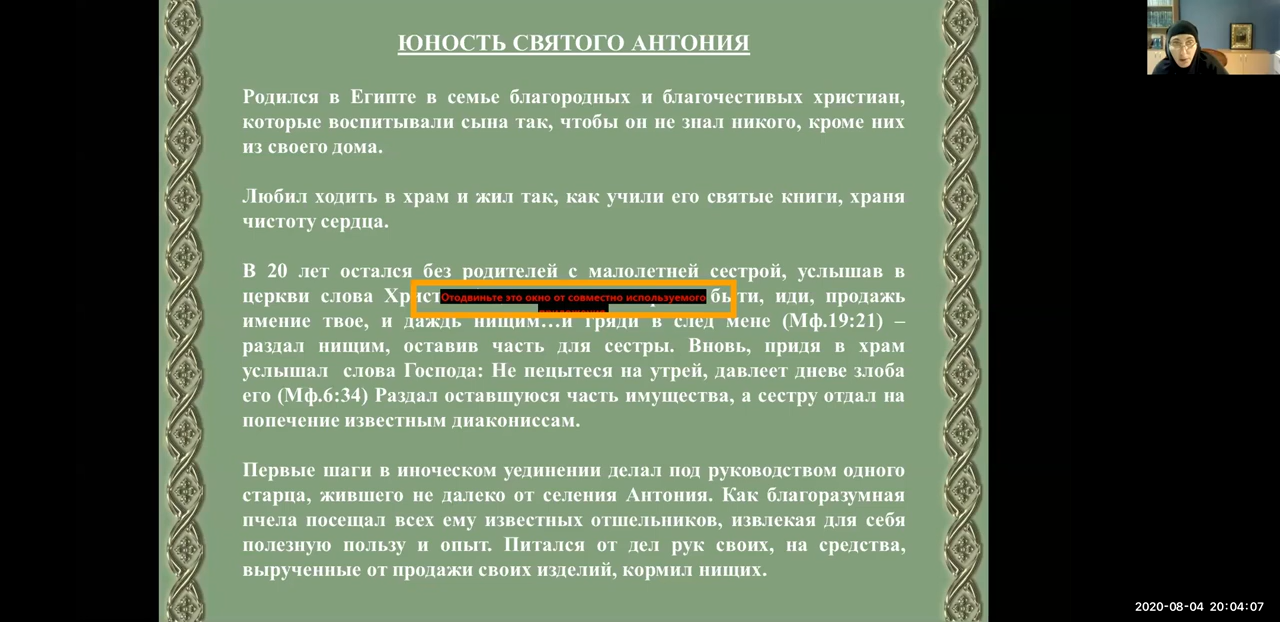 ЮНОСТЬ СВЯТОГО АНТОНИЯ
Родился в Египте в семье благородных и благочестивых христиан,
которые воспитывали сына так, чтобы он не знал никого, кроме них
из своего дома.
Любил ходить в храм и жил так, как учили его святые книги, храня
чистоту сердца.
В 20 лет остался без родителей с малолетней сестрой, услышав в
церкви слова бы ти, иди, продажь
Отодвиньте это окно от совместно используемого
имение твое, и даждь нищим…и гряди в след мене (Мф.19:21) –
раздал нищим, оставив часть для сестры. Вновь, придя в храм
услышал слова Господа: Не пецытеся на утрей, давлеет дневе злоба
его (Мф.6:34) Раздал оставшуюся часть имущества, а сестру отдал на
попечение известным диакониссам.
Первые шаги в иноческом уединении делал под руководством одного
старца, жившего не далеко от селения Антония. Как благоразумная
пчела посещал всех ему известных отшельников, извлекая для себя
полезную пользу и опыт. Питался от дел рук своих, на средства,
вырученные от продажи своих изделий, кормил нищих.
2020-08-04 20:04:07